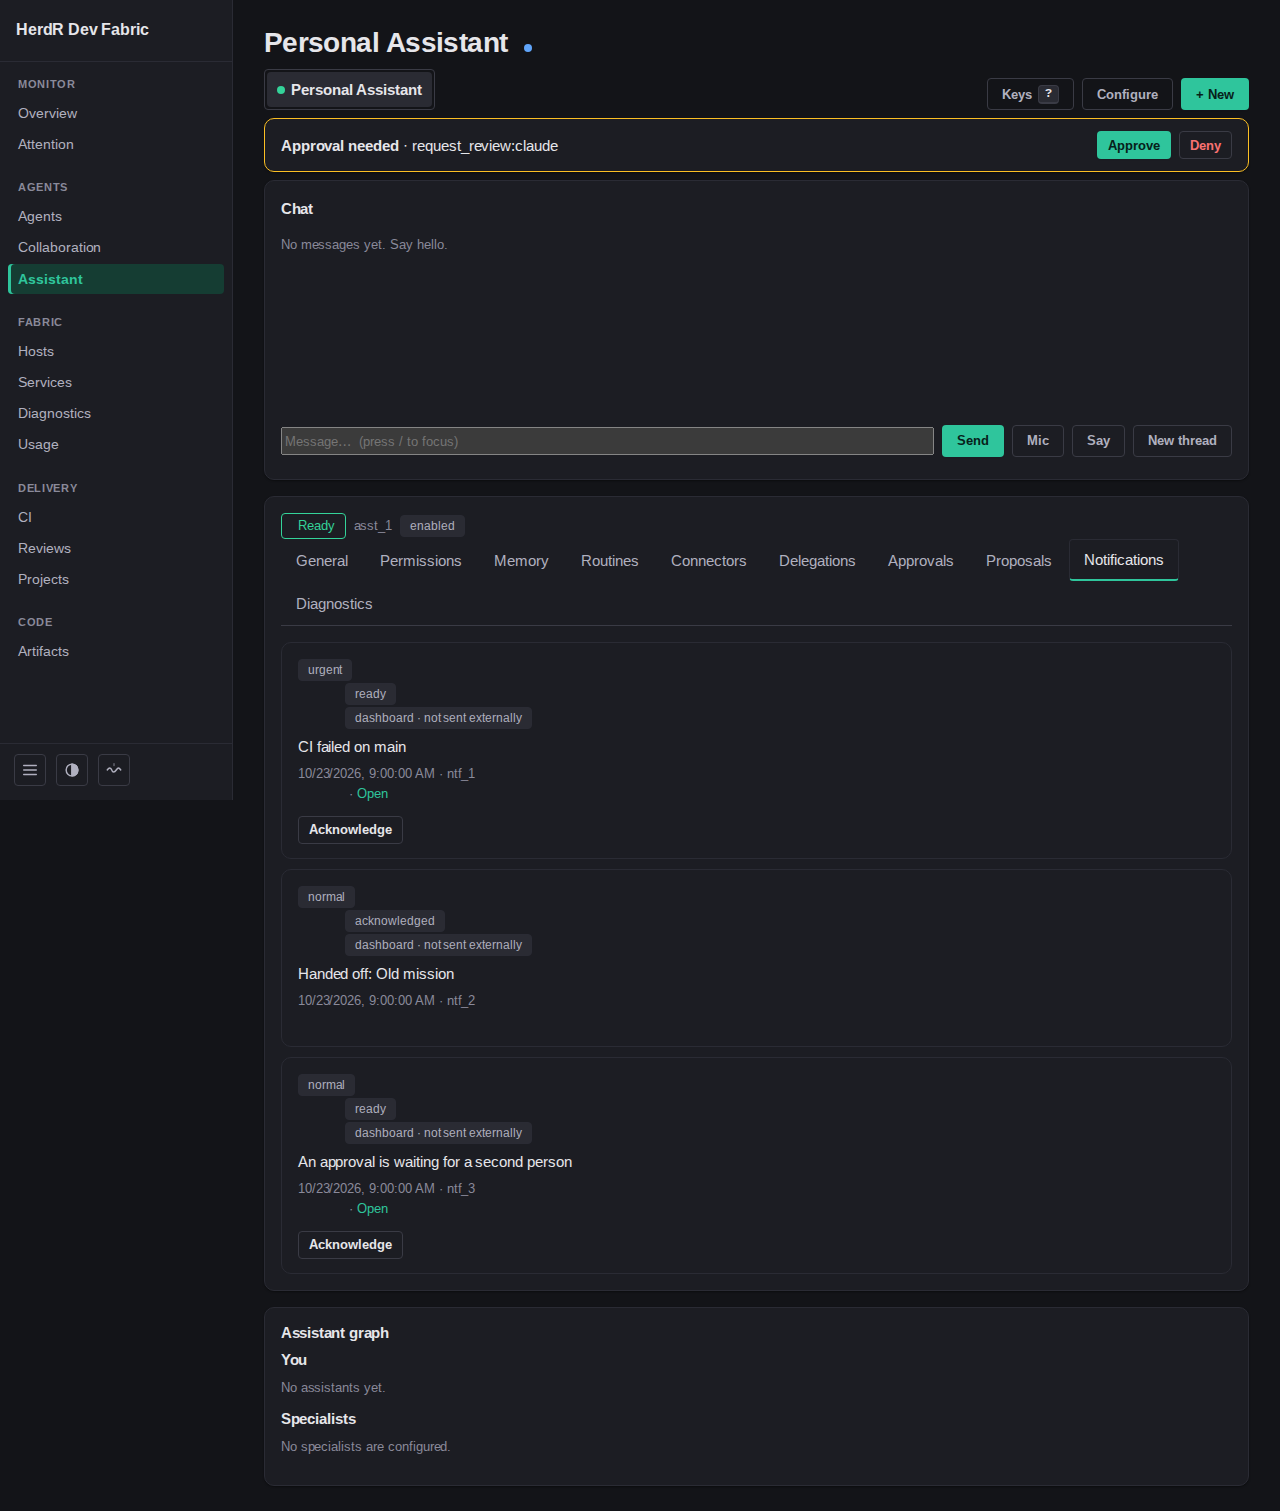 HerdR Dev Fabric
MONITOR
Overview
Attention
AGENTS
Agents
Collaboration
Assistant
FABRIC
Hosts
Services
Diagnostics
Usage
DELIVERY
CI
Reviews
Projects
CODE
Artifacts
Personal Assistant
Personal Assistant
Keys ? Configure + New
Approval needed · request_review:claude Approve Deny
Chat
No messages yet. Say hello.
Message… (press / to focus) Send Mic Say New thread
Ready asst_1 enabled
General Permissions Memory Routines Connectors Delegations Approvals Proposals Notifications
Diagnostics
urgent
ready
dashboard · not sent externally
CI failed on main
10/23/2026, 9:00:00 AM · ntf_1
· Open
Acknowledge
normal
acknowledged
dashboard · not sent externally
Handed off: Old mission
10/23/2026, 9:00:00 AM · ntf_2
normal
ready
dashboard · not sent externally
An approval is waiting for a second person
10/23/2026, 9:00:00 AM · ntf_3
· Open
Acknowledge
Assistant graph
You
No assistants yet.
Specialists
No specialists are configured.